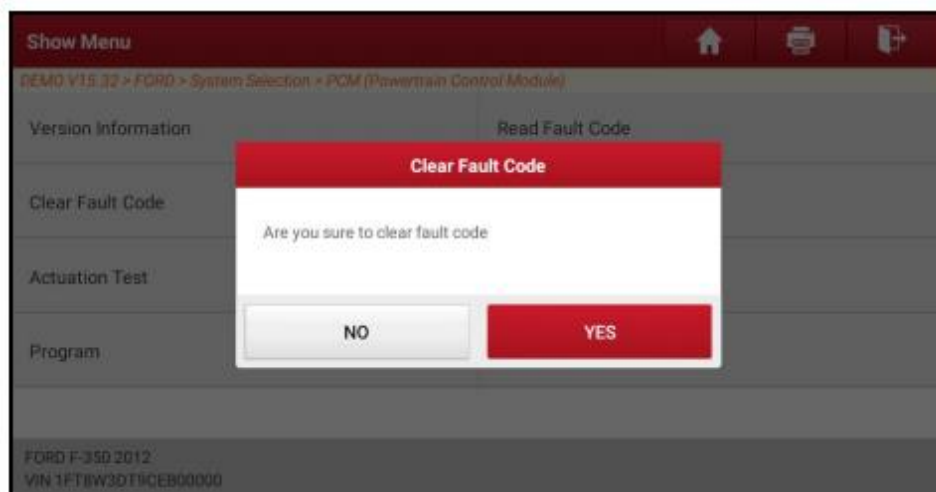 Show Menu
DEMO V15.32 > FORD > System Selection > PCM (Powertrain Control Module)
Version Information
Read Fault Code
Clear Fault Code
Clear Fault Code
Are you sure to clear fault code
Actuation Test
NO
YES
Program
FORD F-350 2012
VIN 1FT8W3DT9CEB00000